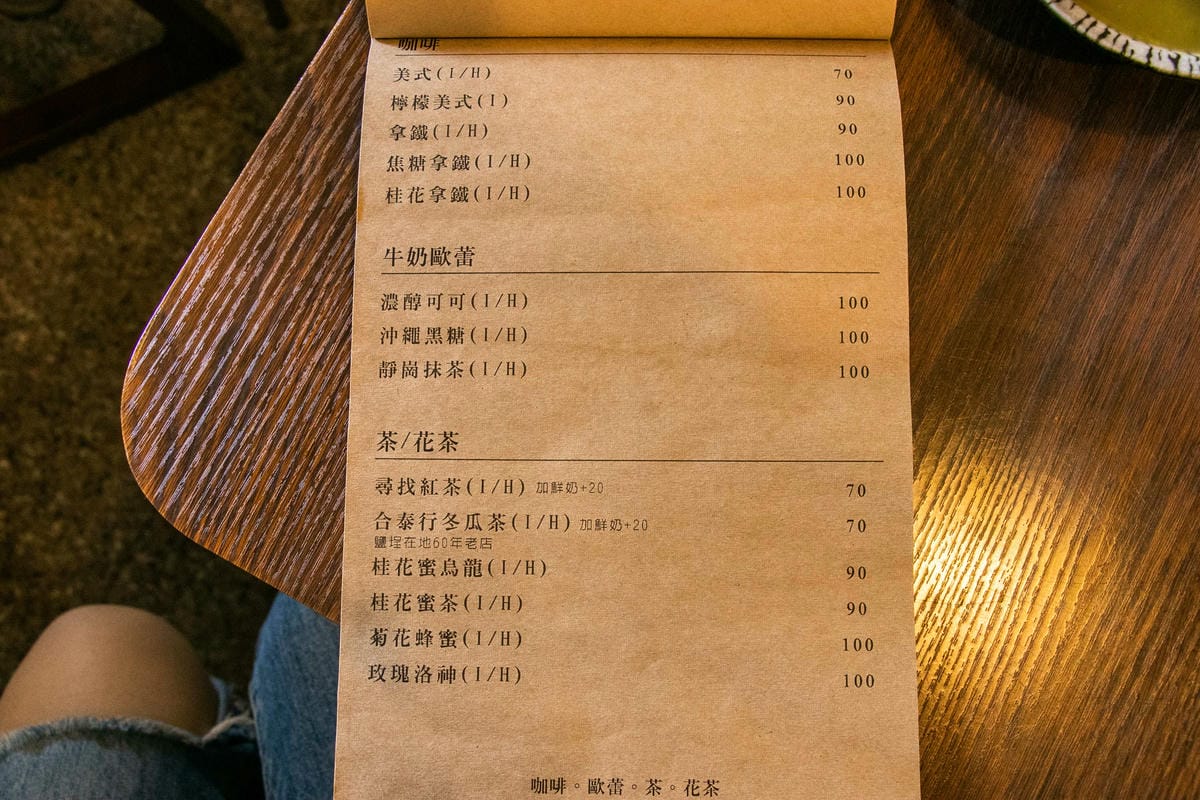 咖啡
美式(I/H) 70
檸檬美式(I) 90
拿鐵(I/H) 90
焦糖拿鐵(I/H) 100
桂花拿鐵(I/H) 100
牛奶歐蕾
濃醇可可(I/H) 100
沖繩黑糖(I/H) 100
靜崗抹茶(I/H) 100
茶/花茶
尋找紅茶(I/H) 加鮮奶+20 70
合泰行冬瓜茶(I/H) 加鮮奶+20 70
鹽埕在地60年老店
桂花蜜烏龍(I/H) 90
桂花蜜茶(I/H) 90
菊花蜂蜜(I/H) 100
玫瑰洛神(I/H) 100
咖啡。歐蕾。茶。花茶